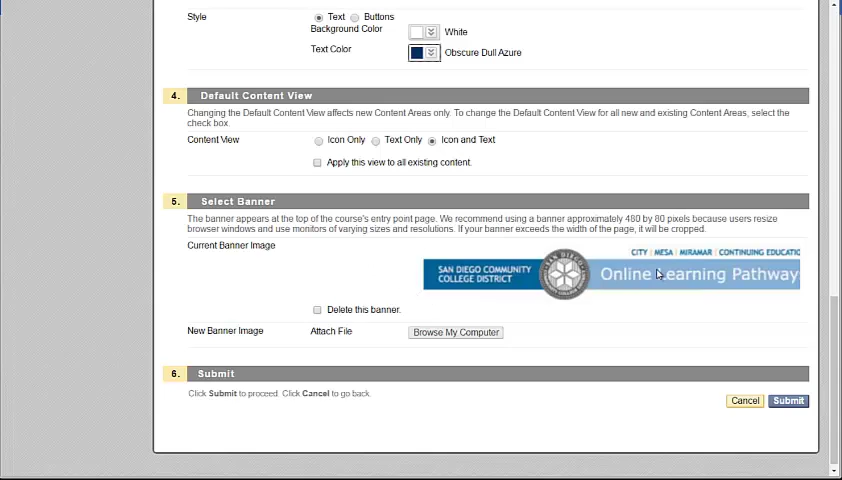 Style
Text Buttons
Background Color White
Text Color Obscure Dull Azure
4. Default Content View
Changing the Default Content View affects new Content Areas only. To change the Default Content View for all new and existing Content Areas, select the
check box.
Content View Icon Only Text Only Icon and Text
Apply this view to all existing content.
5. Select Banner
The banner appears at the top of the course's entry point page. We recommend using a banner approximately 480 by 80 pixels because users resize
browser windows and use monitors of varying sizes and resolutions. If your banner exceeds the width of the page, it will be cropped.
Current Banner Image
CITY | MESA | MIRAMAR | CONTINUING EDUCATIO
SAN DIEGO COMMUNITY
COLLEGE DISTRICT
SAN DIEGO
Online Learning Pathways
Delete this banner.
New Banner Image Attach File Browse My Computer
6. Submit
Click Submit to proceed. Click Cancel to go back.
Cancel Submit